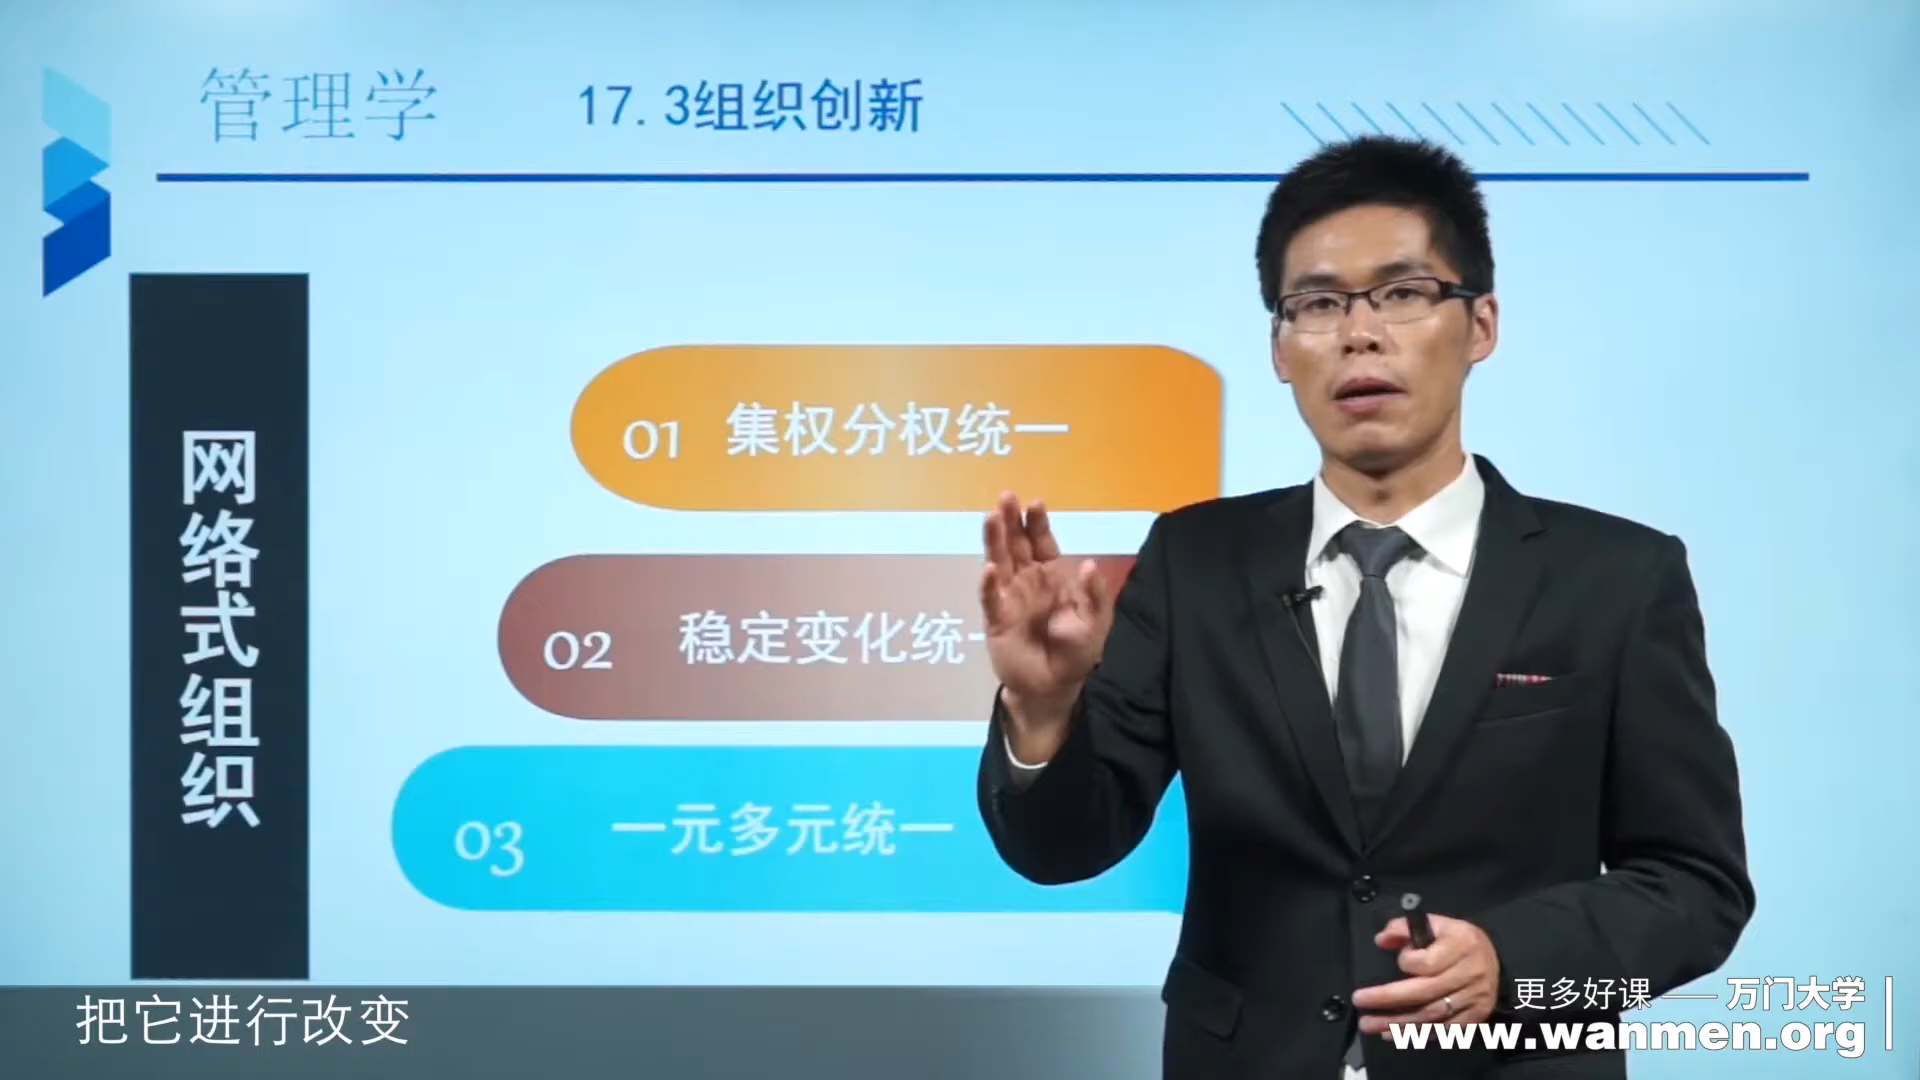 管理学
17.3组织创新
网络式组织
01 集权分权统一
02 稳定变化统一
03 一元多元统一
把它进行改变
更多好课 —— 万门大学
www.wanmen.org